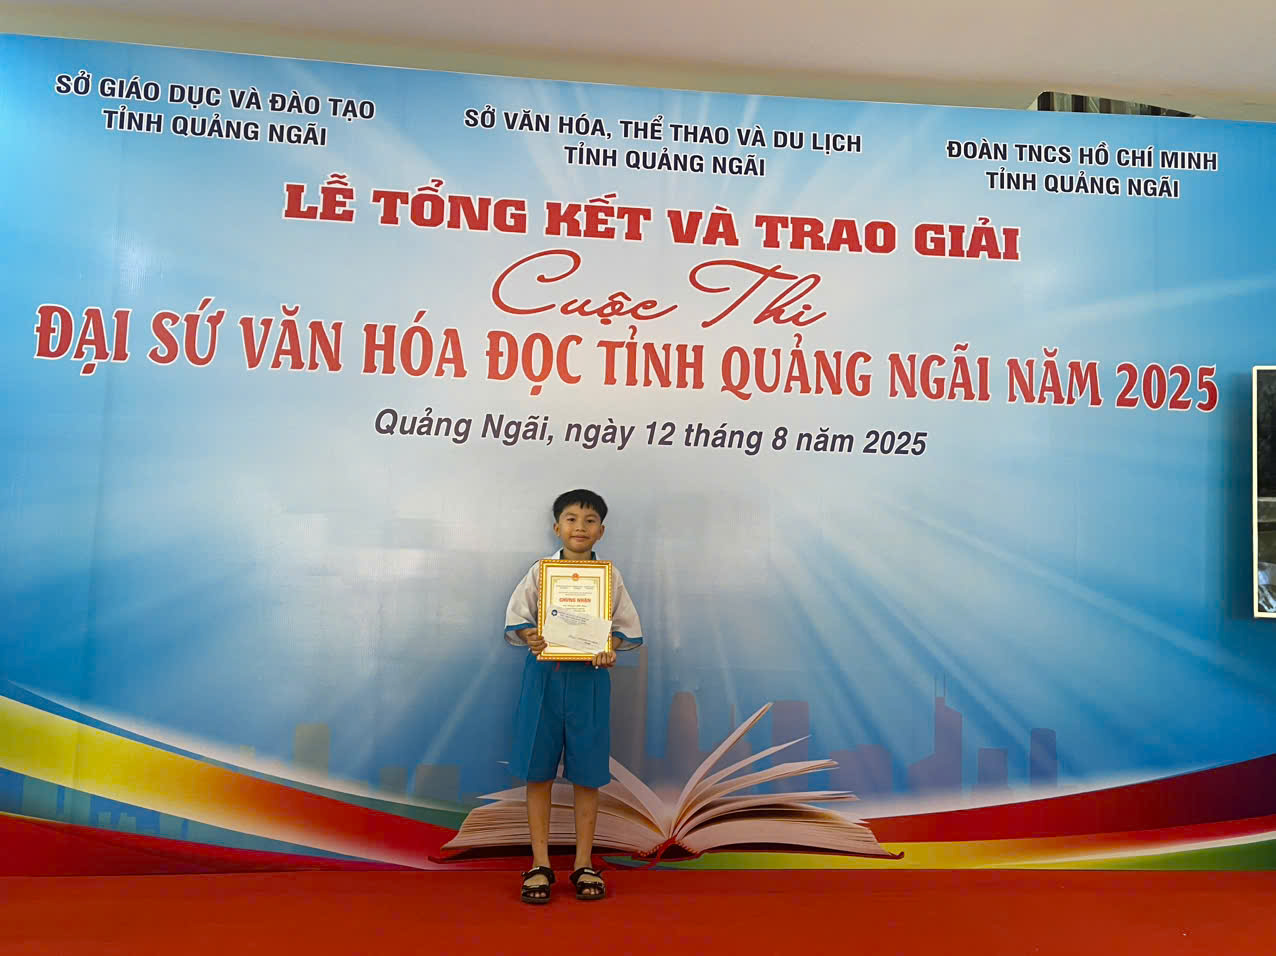 SỞ GIÁO DỤC VÀ ĐÀO TẠO
TỈNH QUẢNG NGÃI
SỞ VĂN HÓA, THỂ THAO VÀ DU LỊCH
TỈNH QUẢNG NGÃI
ĐOÀN TNCS HỒ CHÍ MINH
TỈNH QUẢNG NGÃI
LỄ TỔNG KẾT VÀ TRAO GIẢI
Cuộc Thi
ĐẠI SỨ VĂN HÓA ĐỌC TỈNH QUẢNG NGÃI NĂM 2025
Quảng Ngãi, ngày 12 tháng 8 năm 2025
CHỨNG NHẬN